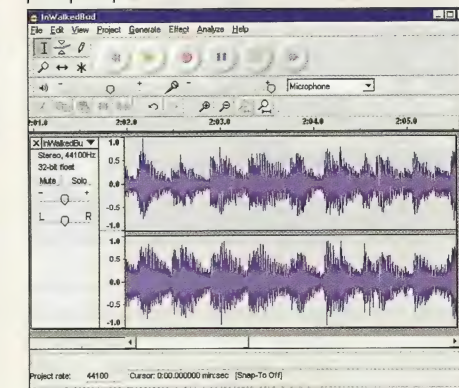 InWalkedBud
File Edit View Project Generate Effect Analyze Help
Microphone
2:01.0 2:02.0 2:03.0 2:04.0 2:05.0
InWalkedBu 1.0
Stereo, 44100Hz
32-bit float
0.5
Mute Solo
0.0
- +
-0.5
L R
-1.0
1.0
0.5
0.0
-0.5
-1.0
Project rate: 44100 Cursor: 0:00.000000 min:sec [Snap-To Off]